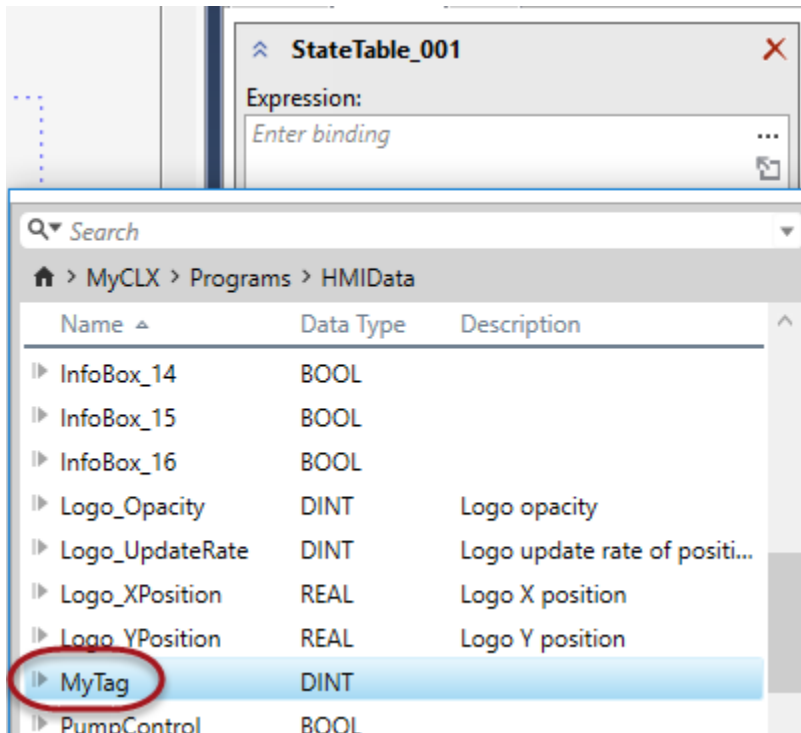 StateTable_001
Expression:
Enter binding ...
Search
MyCLX > Programs > HMIData
Name Data Type Description
InfoBox_14 BOOL
InfoBox_15 BOOL
InfoBox_16 BOOL
Logo_Opacity DINT Logo opacity
Logo_UpdateRate DINT Logo update rate of positi...
Logo_XPosition REAL Logo X position
Logo_YPosition REAL Logo Y position
MyTag DINT
PumpControl BOOL